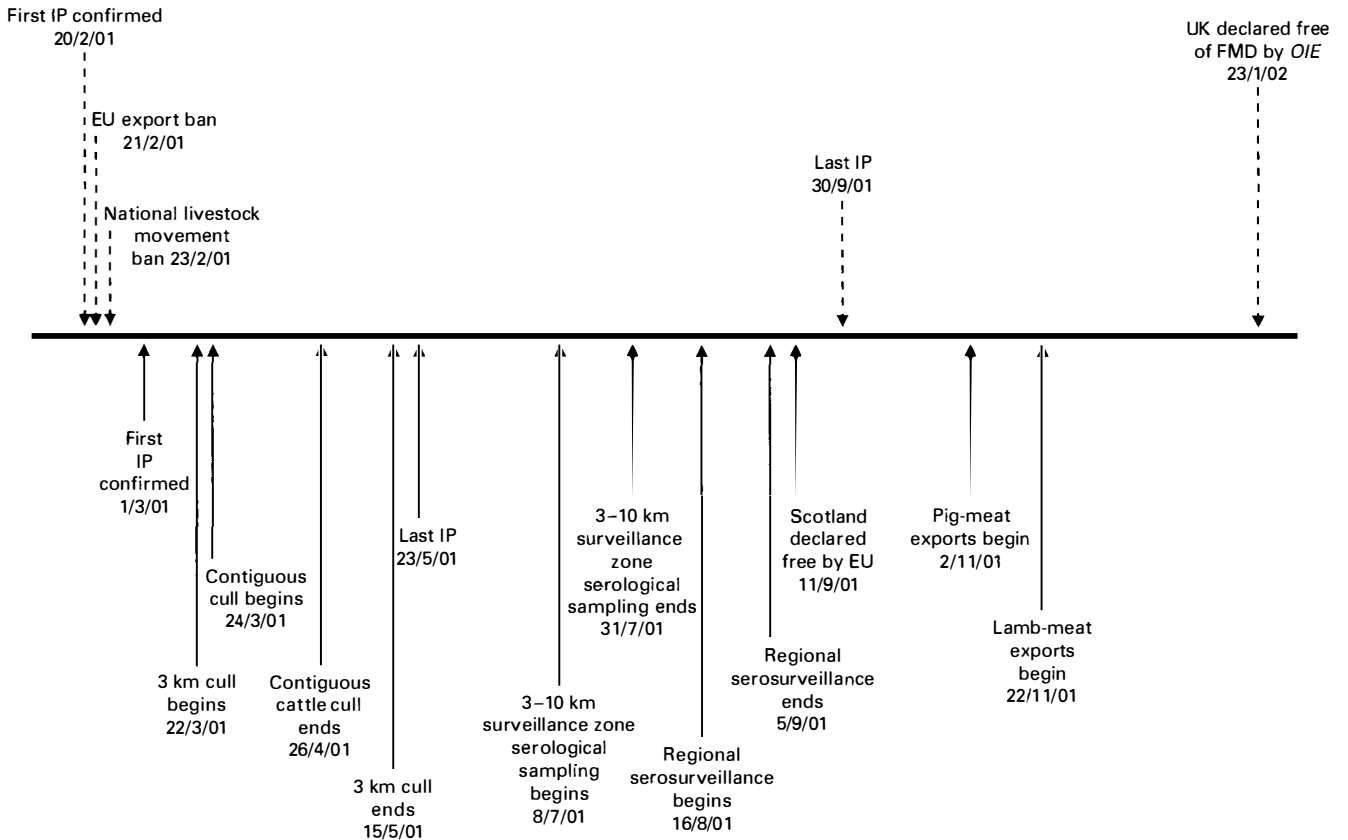 First IP confirmed
20/2/01
EU export ban
21/2/01
National livestock
movement
ban 23/2/01
Last IP
30/9/01
UK declared free
of FMD by OIE
23/1/02
First
IP
confirmed
1/3/01
3 km cull
begins
22/3/01
Contiguous
cull begins
24/3/01
Contiguous
cattle cull
ends
26/4/01
3 km cull
ends
15/5/01
Last IP
23/5/01
3–10 km
surveillance zone
serological
sampling
begins
8/7/01
3–10 km
surveillance
zone
serological
sampling ends
31/7/01
Regional
serosurveillance
begins
16/8/01
Regional
serosurveillance
ends
5/9/01
Scotland
declared
free by EU
11/9/01
Pig-meat
exports begin
2/11/01
Lamb-meat
exports
begin
22/11/01